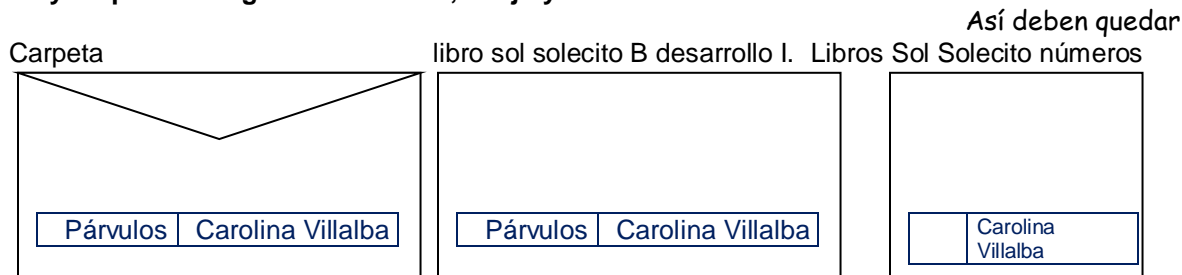 Así deben quedar
Carpeta libro sol solecito B desarrollo I. Libros Sol Solecito números
Párvulos Carolina Villalba Párvulos Carolina Villalba Carolina
Villalba